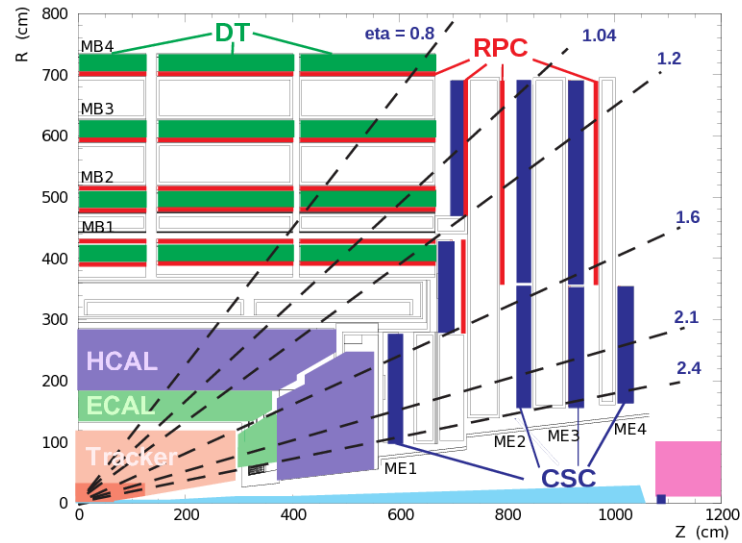 R (cm)
800
700
600
500
400
300
200
100
0
MB4
MB3
MB2
MB1
DT
eta = 0.8
RPC
1.04
1.2
1.6
2.1
2.4
HCAL
ECAL
Tracker
ME1
ME2
ME3
ME4
CSC
0
200
400
600
800
1000
1200
Z (cm)